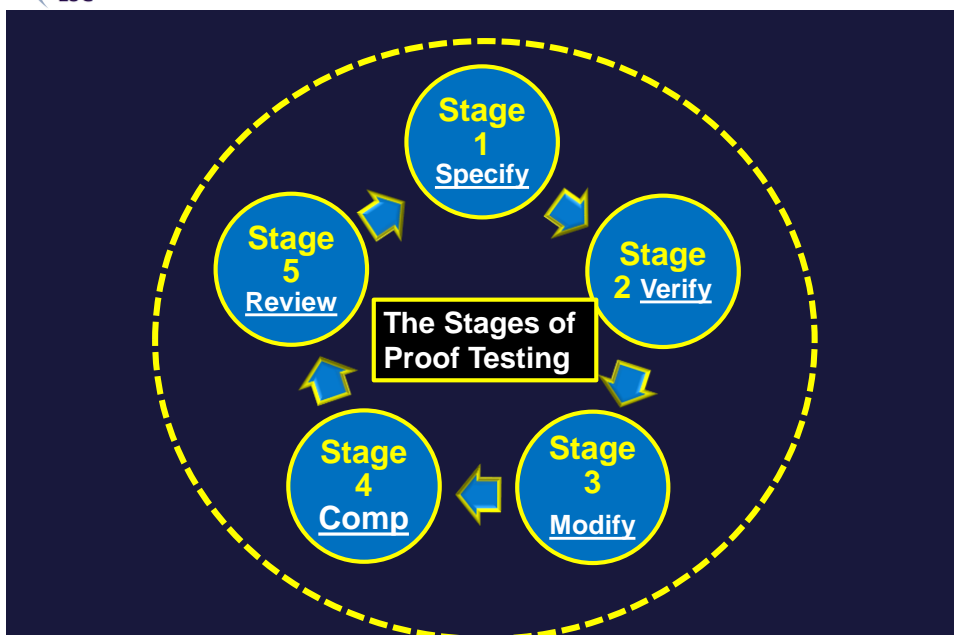 Stage
1
Specify
Stage
2 Verify
Stage
3
Modify
Stage
4
Comp
Stage
5
Review
The Stages of
Proof Testing